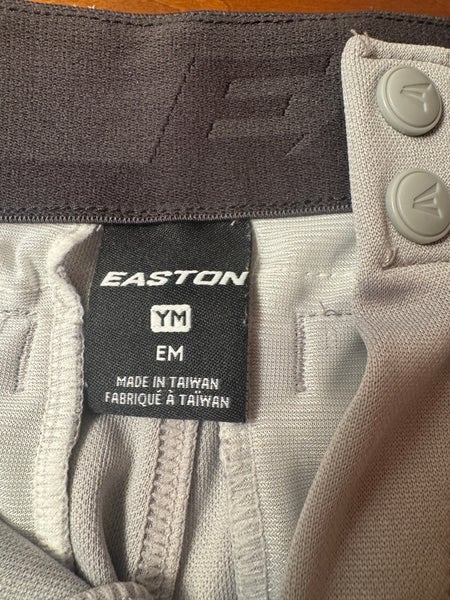 EASTON
YM
EM
MADE IN TAIWAN
FABRIQUÉ À TAÏWAN